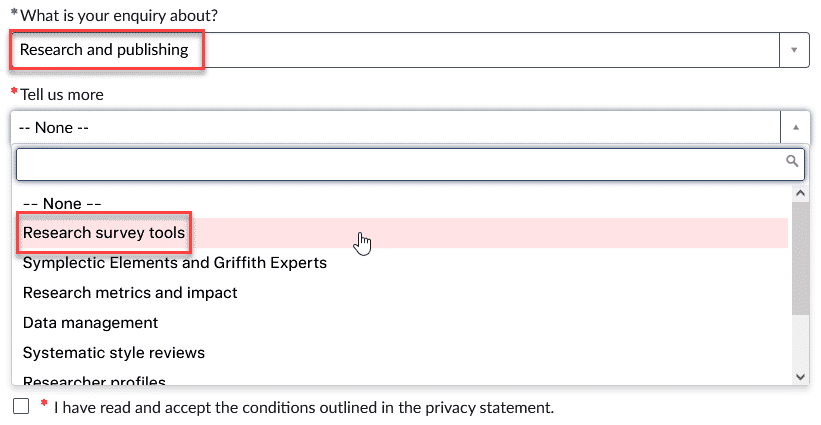 *What is your enquiry about?
Research and publishing
*Tell us more
-- None --
-- None --
Research survey tools
Symplectic Elements and Griffith Experts
Research metrics and impact
Data management
Systematic style reviews
Researcher profiles
* I have read and accept the conditions outlined in the privacy statement.